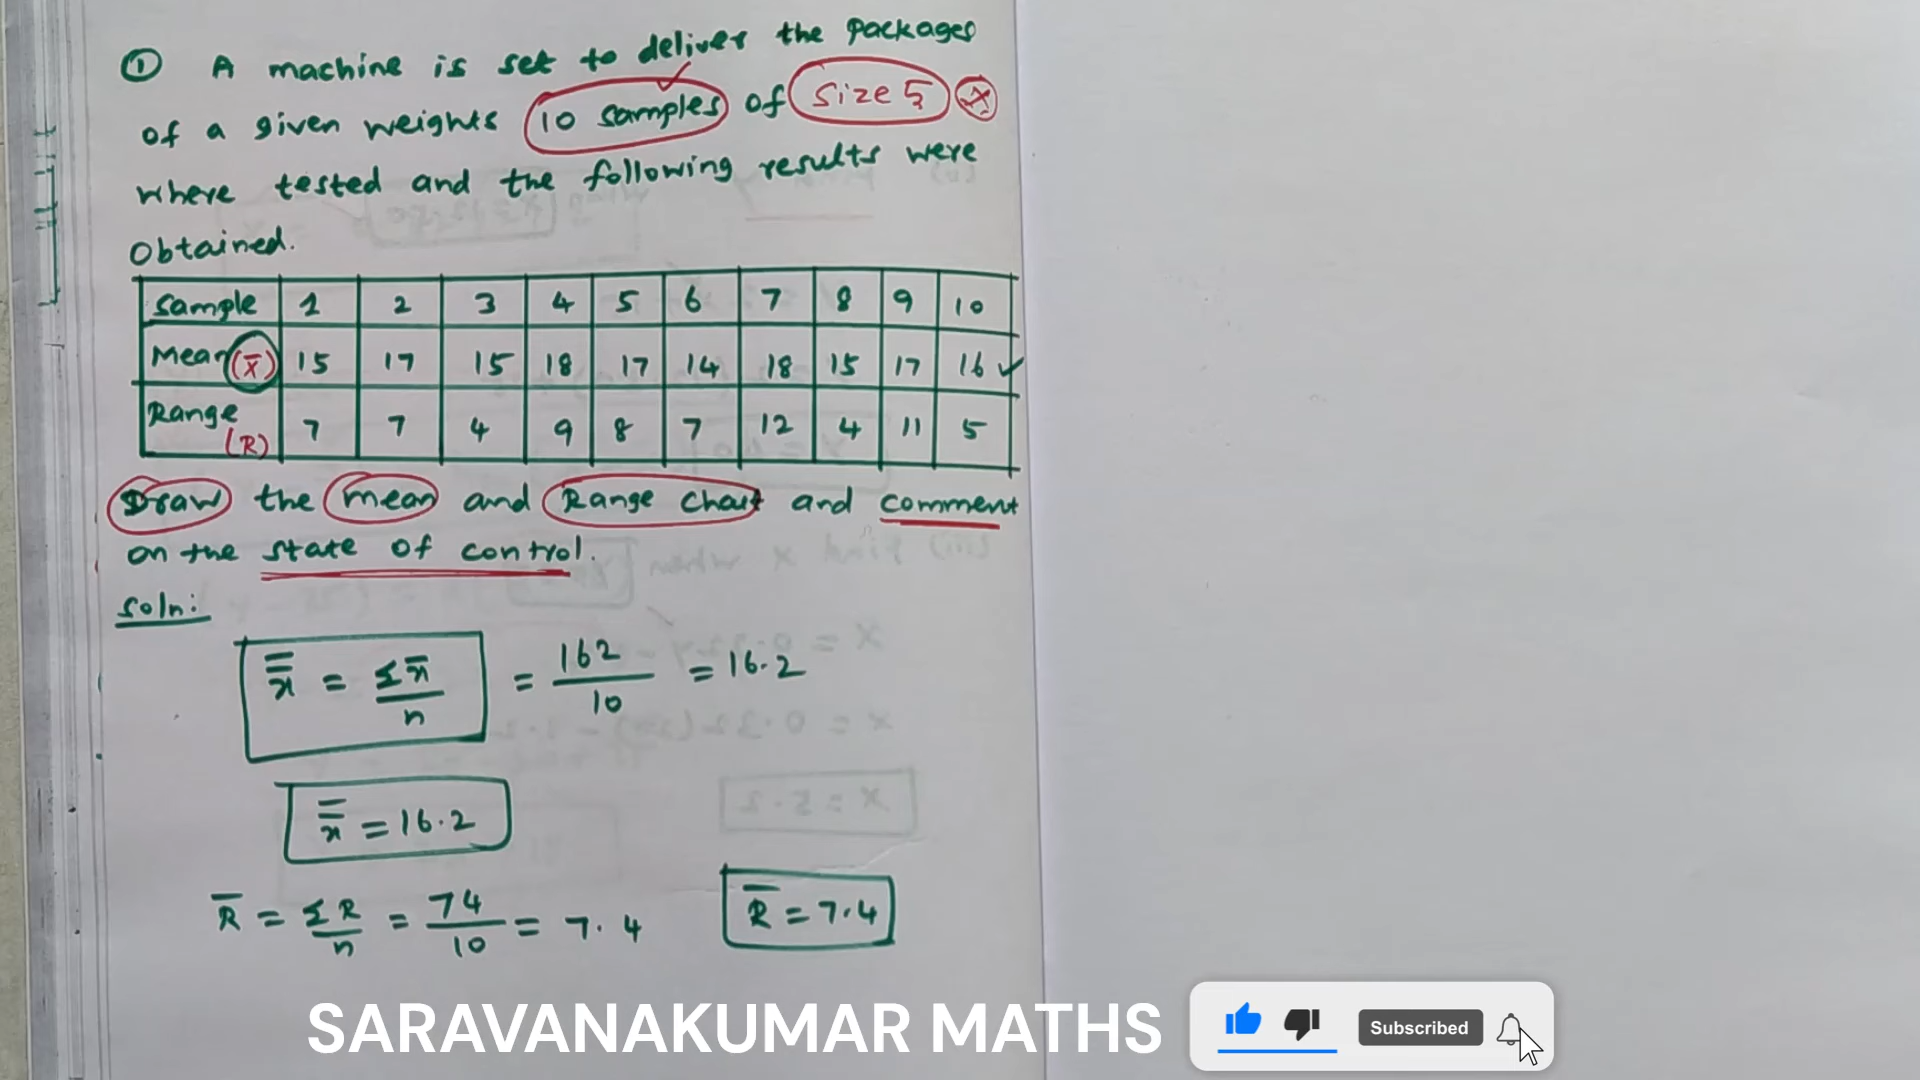 ① A machine is set to deliver the packages
of a given weights 10 samples of size 5
where tested and the following results were
Obtained.
Sample 1 2 3 4 5 6 7 8 9 10
Mean (X̄) 15 17 15 18 17 14 18 15 17 16 ✓
Range (R) 7 7 4 9 8 7 12 4 11 5
Draw the mean and Range Chart and comment
on the state of control.
Soln:
x̿ = Σx̄/n = 162/10 = 16.2
x̿ = 16.2
R̄ = ΣR/n = 74/10 = 7.4
R̄ = 7.4
SARAVANAKUMAR MATHS
Subscribed